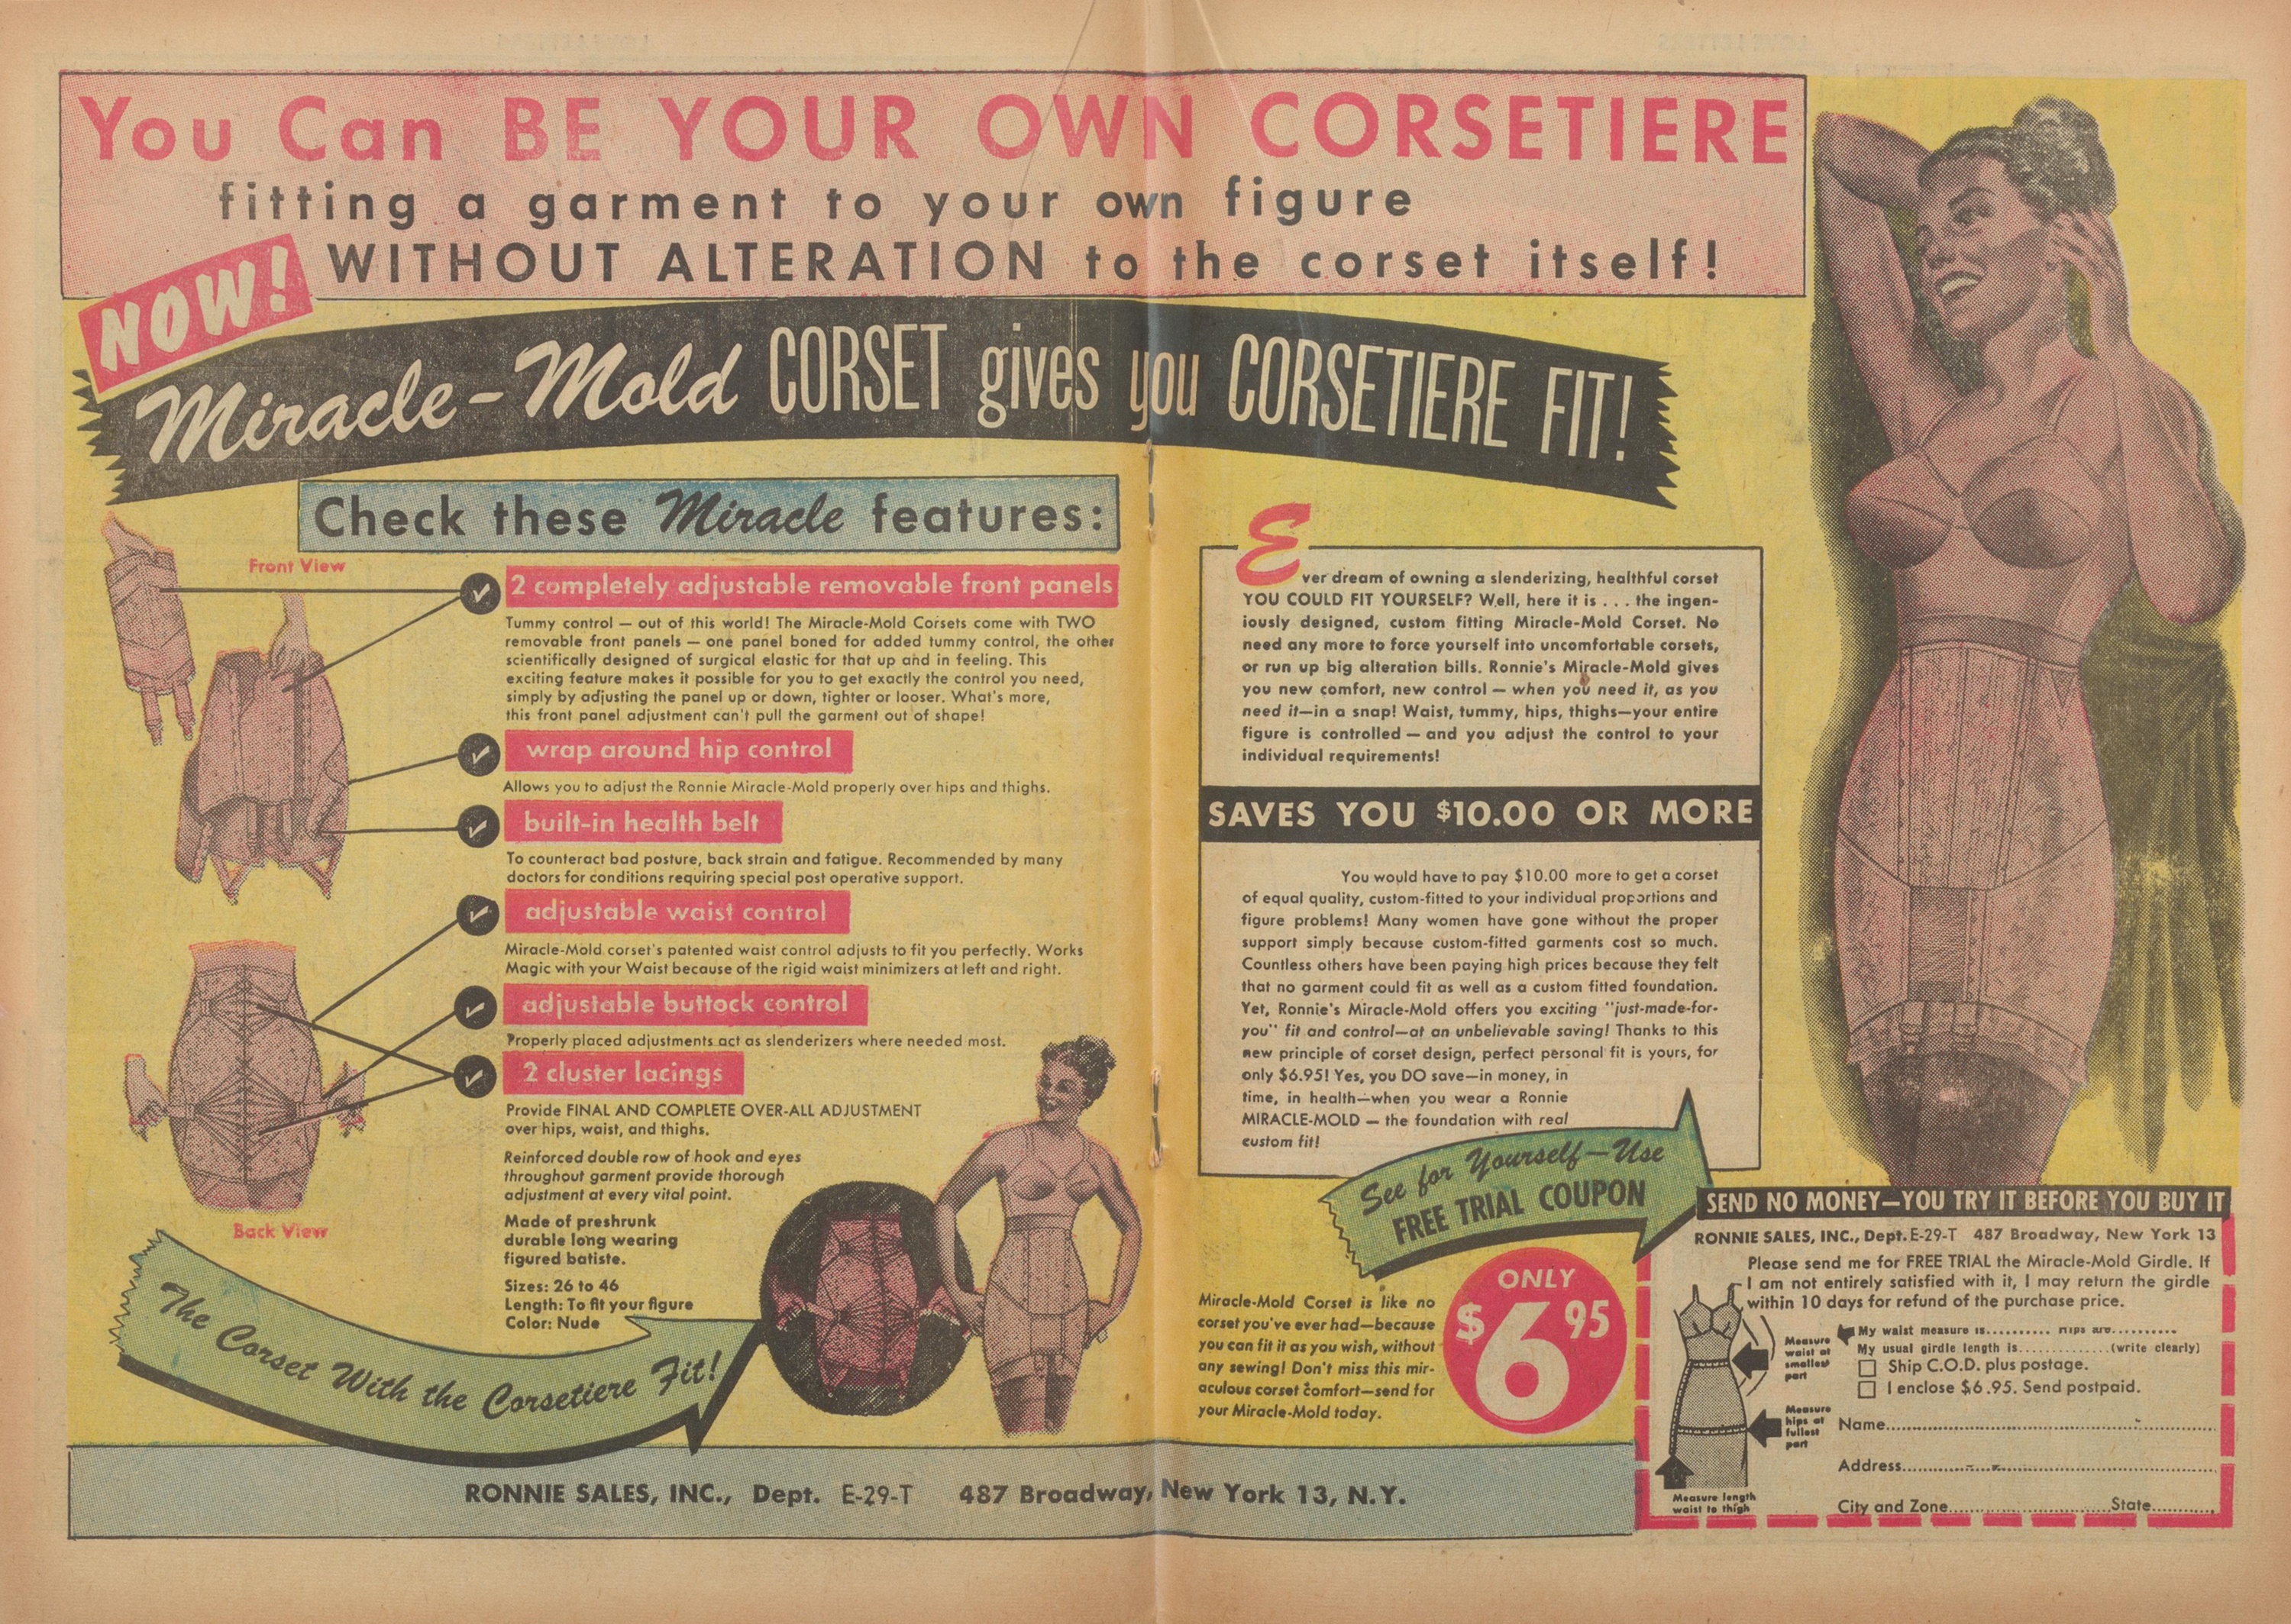 You Can BE YOUR OWN CORSETIERE
fitting a garment to your own figure
WITHOUT ALTERATION to the corset itself!
NOW!
Miracle-Mold CORSET gives you CORSETIERE FIT!
Check these Miracle features:
Front View
2 completely adjustable removable front panels
Tummy control — out of this world! The Miracle-Mold Corsets come with TWO
removable front panels — one panel boned for added tummy control, the other
scientifically designed of surgical elastic for that up and in feeling. This
exciting feature makes it possible for you to get exactly the control you need,
simply by adjusting the panel up or down, tighter or looser. What's more,
this front panel adjustment can't pull the garment out of shape!
wrap around hip control
Allows you to adjust the Ronnie Miracle-Mold properly over hips and thighs.
built-in health belt
To counteract bad posture, back strain and fatigue. Recommended by many
doctors for conditions requiring special post operative support.
adjustable waist control
Miracle-Mold corset's patented waist control adjusts to fit you perfectly. Works
Magic with your Waist because of the rigid waist minimizers at left and right.
adjustable buttock control
Properly placed adjustments act as slenderizers where needed most.
2 cluster lacings
Provide FINAL AND COMPLETE OVER-ALL ADJUSTMENT
over hips, waist, and thighs.
Reinforced double row of hook and eyes
throughout garment provide thorough
adjustment at every vital point.
Made of preshrunk
durable long wearing
figured batiste.
Sizes: 26 to 46
Length: To fit your figure
Color: Nude
Back View
The Corset With the Corsetiere Fit!
Ever dream of owning a slenderizing, healthful corset
YOU COULD FIT YOURSELF? Well, here it is . . . the ingen-
iously designed, custom fitting Miracle-Mold Corset. No
need any more to force yourself into uncomfortable corsets,
or run up big alteration bills. Ronnie's Miracle-Mold gives
you new comfort, new control — when you need it, as you
need it—in a snap! Waist, tummy, hips, thighs—your entire
figure is controlled — and you adjust the control to your
individual requirements!
SAVES YOU $10.00 OR MORE
You would have to pay $10.00 more to get a corset
of equal quality, custom-fitted to your individual proportions and
figure problems! Many women have gone without the proper
support simply because custom-fitted garments cost so much.
Countless others have been paying high prices because they felt
that no garment could fit as well as a custom fitted foundation.
Yet, Ronnie's Miracle-Mold offers you exciting "just-made-for-
you" fit and control—at an unbelievable saving! Thanks to this
new principle of corset design, perfect personal fit is yours, for
only $6.95! Yes, you DO save—in money, in
time, in health—when you wear a Ronnie
MIRACLE-MOLD — the foundation with real
custom fit!
See for Yourself—Use
FREE TRIAL COUPON
Miracle-Mold Corset is like no
corset you've ever had—because
you can fit it as you wish, without
any sewing! Don't miss this mir-
aculous corset comfort—send for
your Miracle-Mold today.
ONLY
$6.95
SEND NO MONEY—YOU TRY IT BEFORE YOU BUY IT
RONNIE SALES, INC., Dept. E-29-T 487 Broadway, New York 13
Please send me for FREE TRIAL the Miracle-Mold Girdle. If
I am not entirely satisfied with it, I may return the girdle
within 10 days for refund of the purchase price.
My waist measure is.......... Hips are..........
My usual girdle length is.............(write clearly)
Ship C.O.D. plus postage.
I enclose $6.95. Send postpaid.
Measure
waist at
smallest
part
Measure
hips at
fullest
part
Measure length
waist to thigh
Name
Address
City and Zone State
RONNIE SALES, INC., Dept. E-29-T 487 Broadway, New York 13, N.Y.